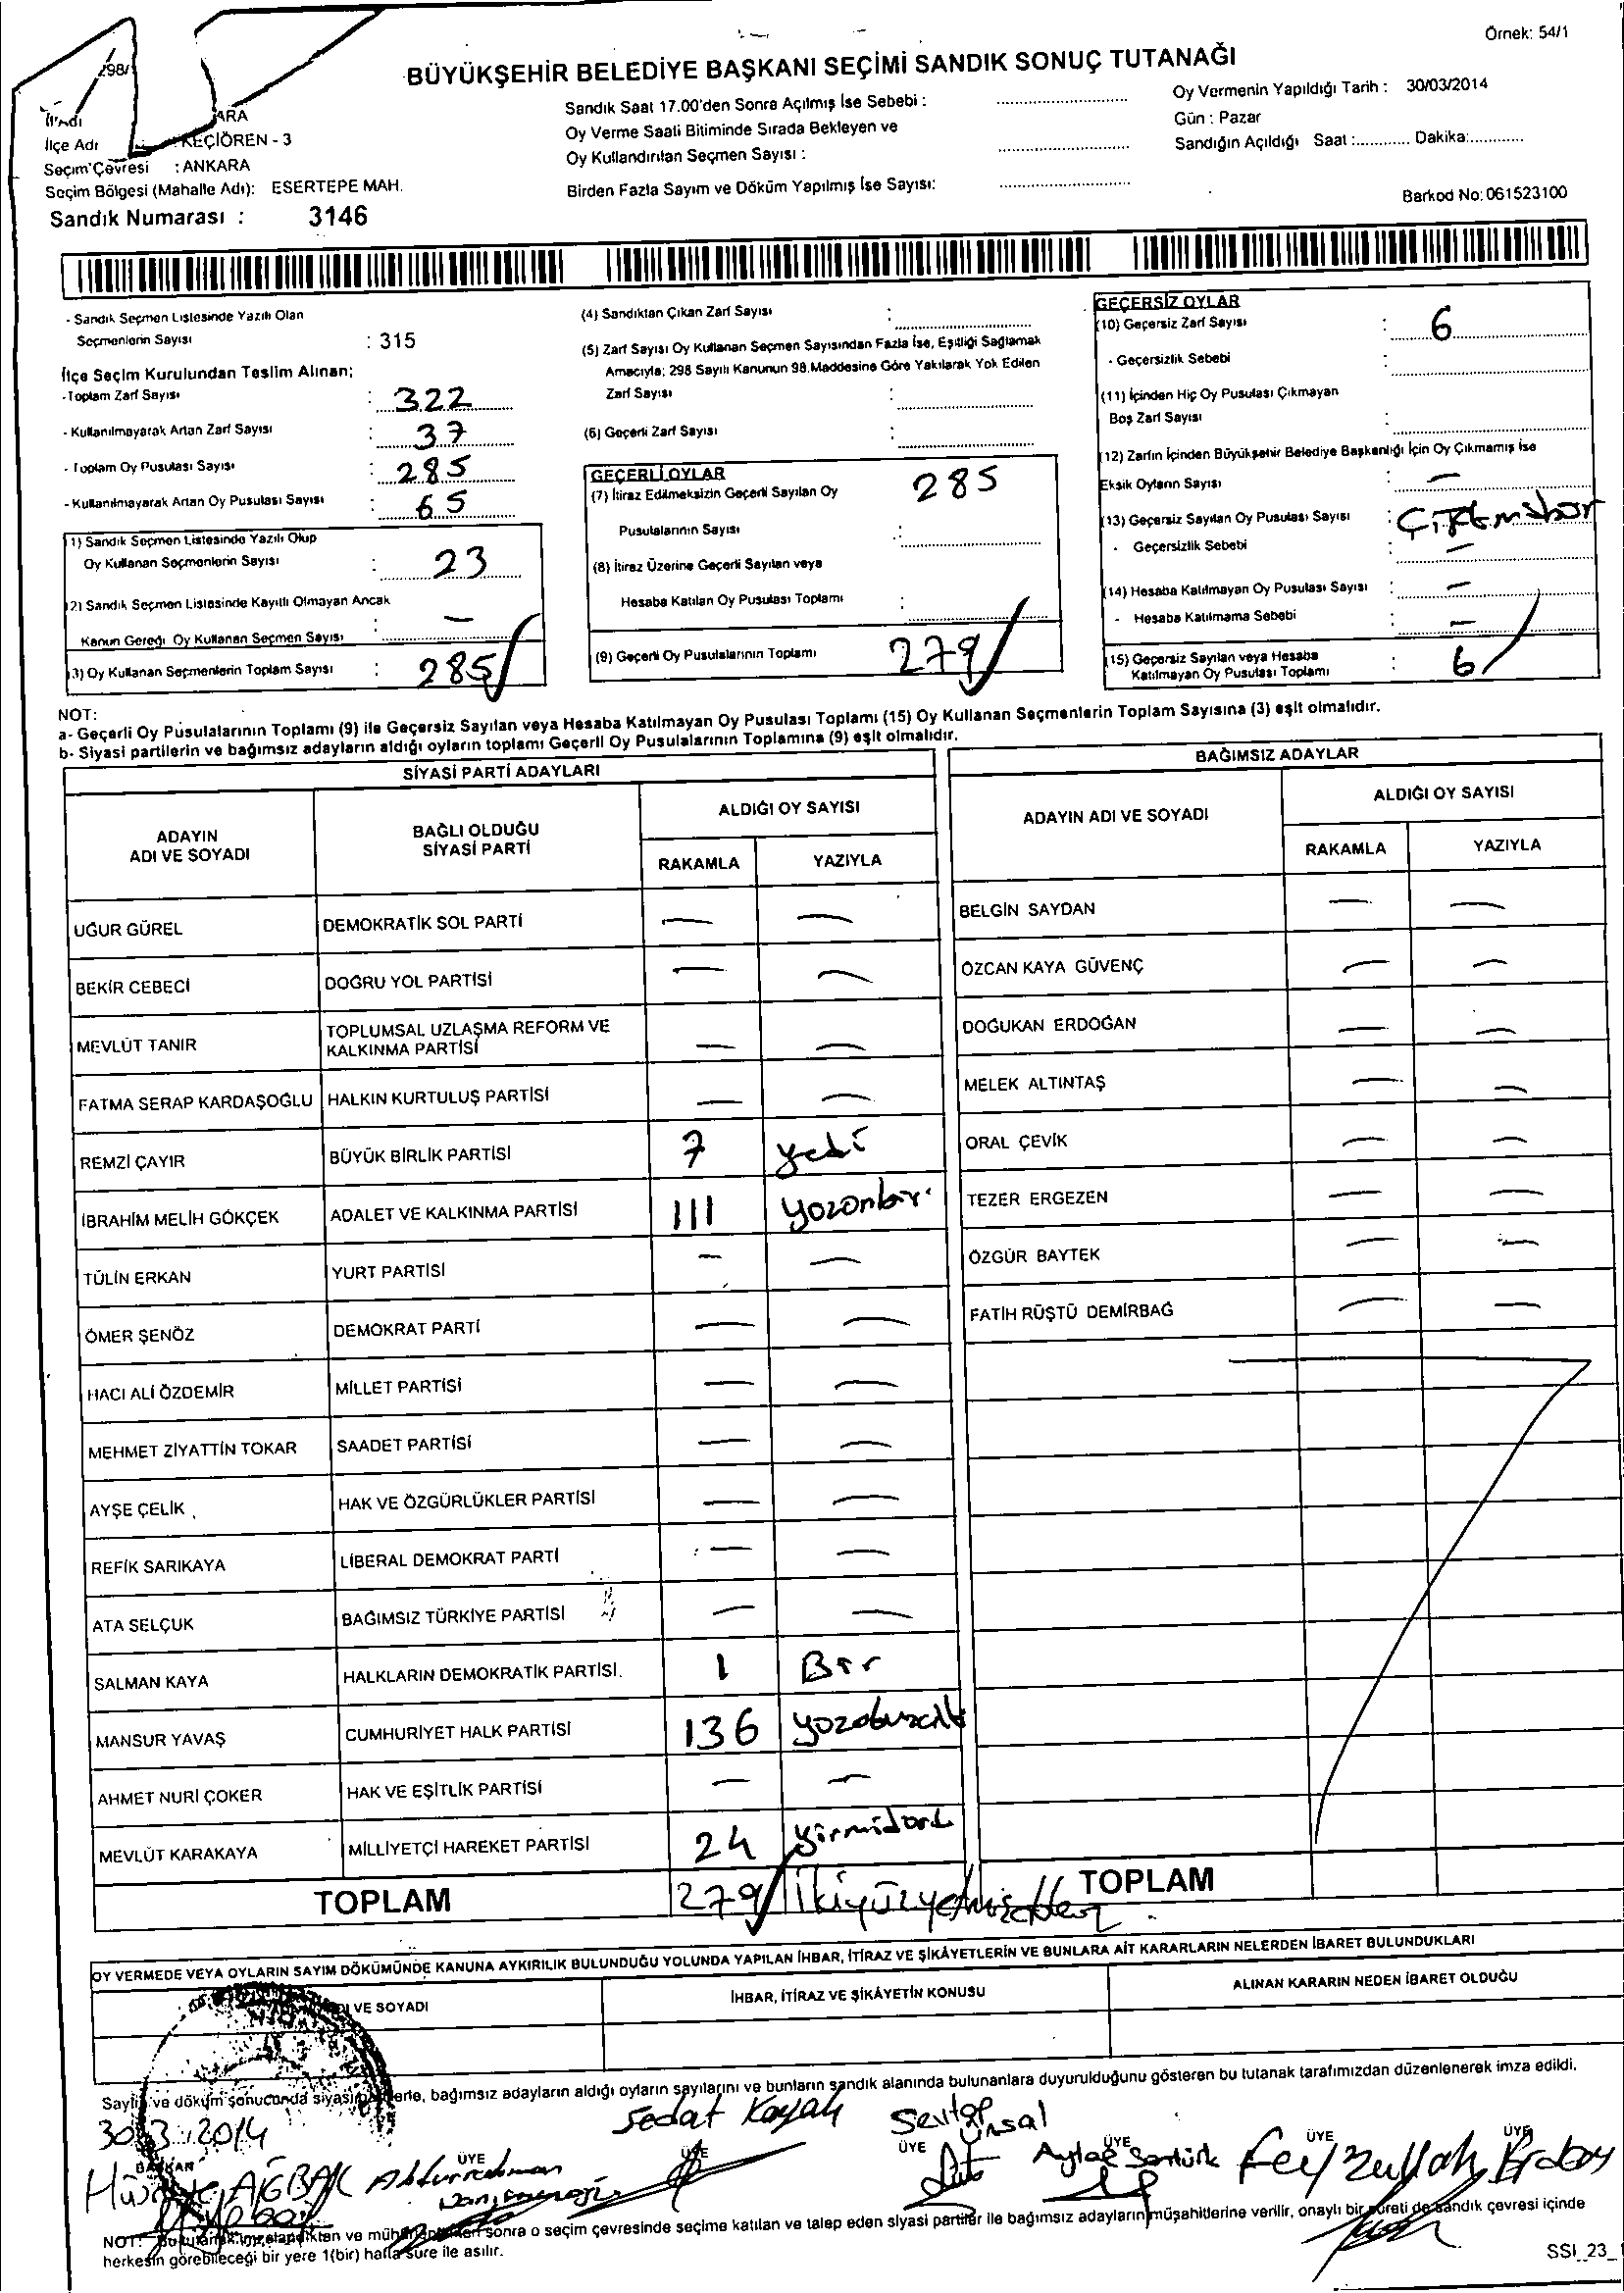 Örnek: 54/1
BÜYÜKŞEHİR BELEDİYE BAŞKANI SEÇİMİ SANDIK SONUÇ TUTANAĞI
298/
İlçe Adı KEÇİÖREN - 3
Seçim Çevresi : ANKARA
Seçim Bölgesi (Mahalle Adı): ESERTEPE MAH.
Sandık Numarası : 3146
Sandık Saat 17.00'den Sonra Açılmış İse Sebebi :
Oy Verme Saati Bitiminde Sırada Bekleyen ve
Oy Kullandırılan Seçmen Sayısı :
Birden Fazla Sayım ve Döküm Yapılmış İse Sayısı:
Oy Vermenin Yapıldığı Tarih : 30/03/2014
Gün : Pazar
Sandığın Açıldığı Saat :............ Dakika:............
Barkod No: 061523100
- Sandık Seçmen Listesinde Yazılı Olan
Seçmenlerin Sayısı : 315
İlçe Seçim Kurulundan Teslim Alınan;
- Toplam Zarf Sayısı : 322
- Kullanılmayarak Artan Zarf Sayısı : 37
- Toplam Oy Pusulası Sayısı : 285
- Kullanılmayarak Artan Oy Pusulası Sayısı : 65
(1) Sandık Seçmen Listesinde Yazılı Olup
Oy Kullanan Seçmenlerin Sayısı : 23
(2) Sandık Seçmen Listesinde Kayıtlı Olmayan Ancak
Kanun Gereği Oy Kullanan Seçmen Sayısı : —
(3) Oy Kullanan Seçmenlerin Toplam Sayısı : 285
(4) Sandıktan Çıkan Zarf Sayısı :
(5) Zarf Sayısı Oy Kullanan Seçmen Sayısından Fazla İse, Eşitliği Sağlamak
Amacıyla; 298 Sayılı Kanunun 98.Maddesine Göre Yakılarak Yok Edilen
Zarf Sayısı :
(6) Geçerli Zarf Sayısı :
GEÇERLİ OYLAR
(7) İtiraz Edilmeksizin Geçerli Sayılan Oy 285
Pusulalarının Sayısı :
(8) İtiraz Üzerine Geçerli Sayılan veya
Hesaba Katılan Oy Pusulası Toplamı :
(9) Geçerli Oy Pusulalarının Toplamı 279
GEÇERSİZ OYLAR
(10) Geçersiz Zarf Sayısı : 6
- Geçersizlik Sebebi :
(11) İçinden Hiç Oy Pusulası Çıkmayan
Boş Zarf Sayısı :
(12) Zarfın İçinden Büyükşehir Belediye Başkanlığı İçin Oy Çıkmamış İse
Eksik Oyların Sayısı : —
(13) Geçersiz Sayılan Oy Pusulası Sayısı :
- Geçersizlik Sebebi : —
(14) Hesaba Katılmayan Oy Pusulası Sayısı : —
- Hesaba Katılmama Sebebi : —
(15) Geçersiz Sayılan veya Hesaba
Katılmayan Oy Pusulası Toplamı : 6
NOT:
a- Geçerli Oy Pusulalarının Toplamı (9) ile Geçersiz Sayılan veya Hesaba Katılmayan Oy Pusulası Toplamı (15) Oy Kullanan Seçmenlerin Toplam Sayısına (3) eşit olmalıdır.
b- Siyasi partilerin ve bağımsız adayların aldığı oyların toplamı Geçerli Oy Pusulalarının Toplamına (9) eşit olmalıdır.
SİYASİ PARTİ ADAYLARI
ADAYIN ADI VE SOYADI BAĞLI OLDUĞU SİYASİ PARTİ ALDIĞI OY SAYISI
RAKAMLA YAZIYLA
UĞUR GÜREL DEMOKRATİK SOL PARTİ — —
BEKİR CEBECİ DOĞRU YOL PARTİSİ — —
MEVLÜT TANIR TOPLUMSAL UZLAŞMA REFORM VE KALKINMA PARTİSİ — —
FATMA SERAP KARDAŞOĞLU HALKIN KURTULUŞ PARTİSİ — —
REMZİ ÇAYIR BÜYÜK BİRLİK PARTİSİ 7 yedi
İBRAHİM MELİH GÖKÇEK ADALET VE KALKINMA PARTİSİ 111 yozonbir
TÜLİN ERKAN YURT PARTİSİ — —
ÖMER ŞENÖZ DEMOKRAT PARTİ — —
HACI ALİ ÖZDEMİR MİLLET PARTİSİ — —
MEHMET ZİYATTİN TOKAR SAADET PARTİSİ — —
AYŞE ÇELİK HAK VE ÖZGÜRLÜKLER PARTİSİ — —
REFİK SARIKAYA LİBERAL DEMOKRAT PARTİ — —
ATA SELÇUK BAĞIMSIZ TÜRKİYE PARTİSİ — —
SALMAN KAYA HALKLARIN DEMOKRATİK PARTİSİ. 1 Bir
MANSUR YAVAŞ CUMHURİYET HALK PARTİSİ 136
AHMET NURİ ÇOKER HAK VE EŞİTLİK PARTİSİ — —
MEVLÜT KARAKAYA MİLLİYETÇİ HAREKET PARTİSİ 24 yirmidört
TOPLAM 279
BAĞIMSIZ ADAYLAR
ADAYIN ADI VE SOYADI ALDIĞI OY SAYISI
RAKAMLA YAZIYLA
BELGİN SAYDAN — —
ÖZCAN KAYA GÜVENÇ — —
DOĞUKAN ERDOĞAN — —
MELEK ALTINTAŞ — —
ORAL ÇEVİK — —
TEZER ERGEZEN — —
ÖZGÜR BAYTEK — —
FATİH RÜŞTÜ DEMİRBAĞ — —
TOPLAM
OY VERMEDE VEYA OYLARIN SAYIM DÖKÜMÜNDE KANUNA AYKIRILIK BULUNDUĞU YOLUNDA YAPILAN İHBAR, İTİRAZ VE ŞİKÂYETLERİN VE BUNLARA AİT KARARLARIN NELERDEN İBARET BULUNDUKLARI
VE SOYADI İHBAR, İTİRAZ VE ŞİKÂYETİN KONUSU ALINAN KARARIN NEDEN İBARET OLDUĞU
Sayım ve döküm sonucunda siyasi bağımsız adayların aldığı oyların sayılarını ve bunların sandık alanında bulunanlara duyurulduğunu gösteren bu tutanak tarafımızdan düzenlenerek imza edildi.
2014 Sedat Sevtap Ünsal
BAŞKAN ÜYE ÜYE ÜYE ÜYE ÜYE ÜYE
AĞBAL Abdurrahman Feyzullah
NOT: sonra o seçim çevresinde seçime katılan ve talep eden siyasi partiler ile bağımsız adayların müşahitlerine verilir, onaylı bir sureti de sandık çevresi içinde
herkesin görebileceği bir yere 1(bir) hafta süre ile asılır.
SSI_23_